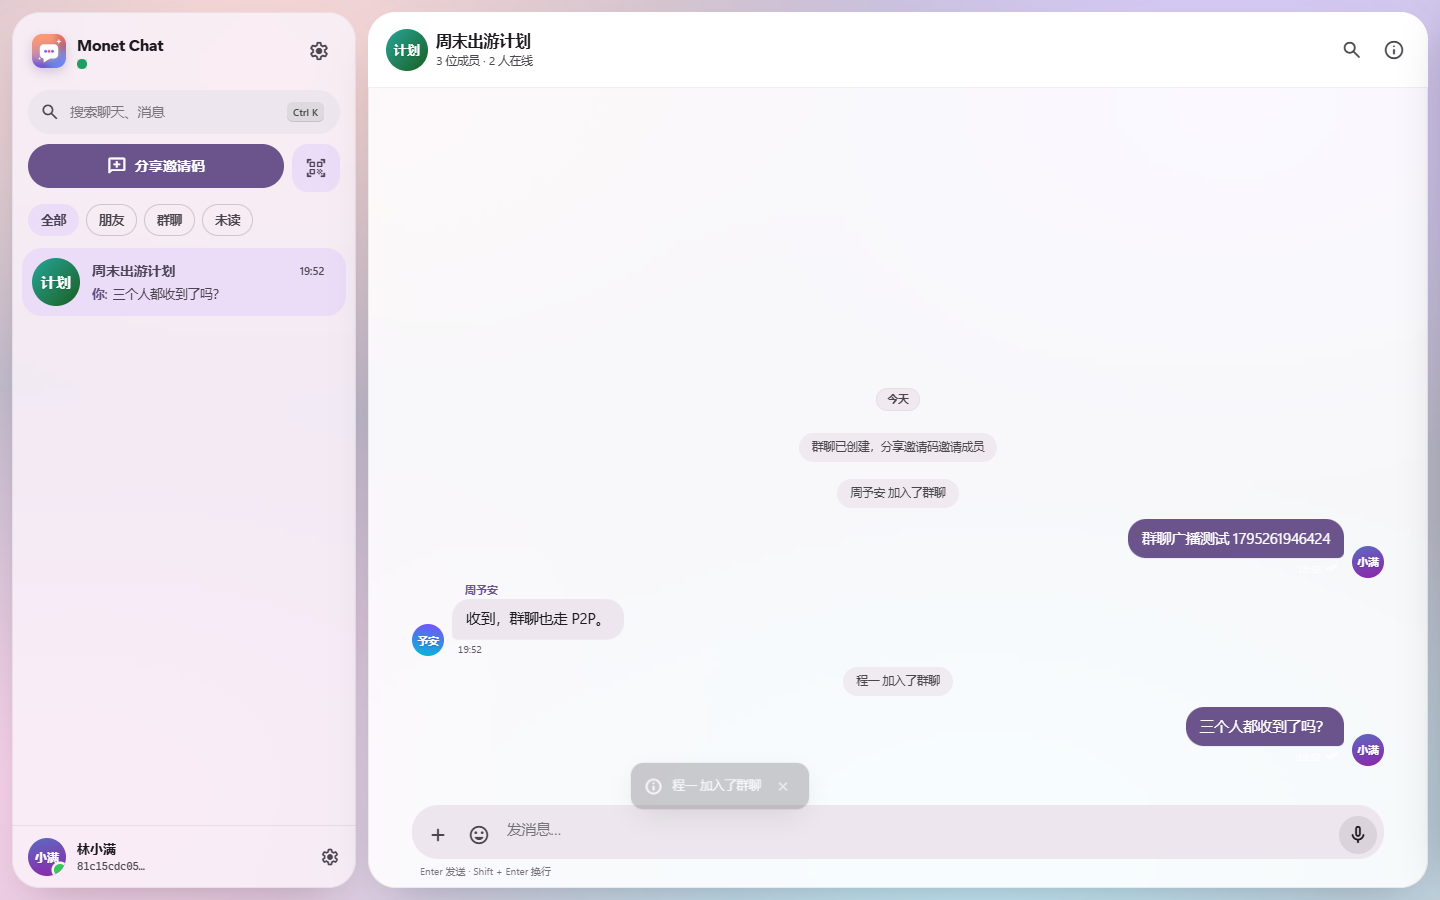 Monet Chat
搜索聊天、消息
Ctrl K
分享邀请码
全部
朋友
群聊
未读
计划
周末出游计划
19:52
你: 三个人都收到了吗?
小满
林小满
81c15cdc05…
计划
周末出游计划
3 位成员 · 2 人在线
今天
群聊已创建，分享邀请码邀请成员
周予安 加入了群聊
群聊广播测试 1795261946424
小满
周予安
收到，群聊也走 P2P。
予安
19:52
程一 加入了群聊
三个人都收到了吗?
小满
程一 加入了群聊
发消息...
Enter 发送 · Shift + Enter 换行